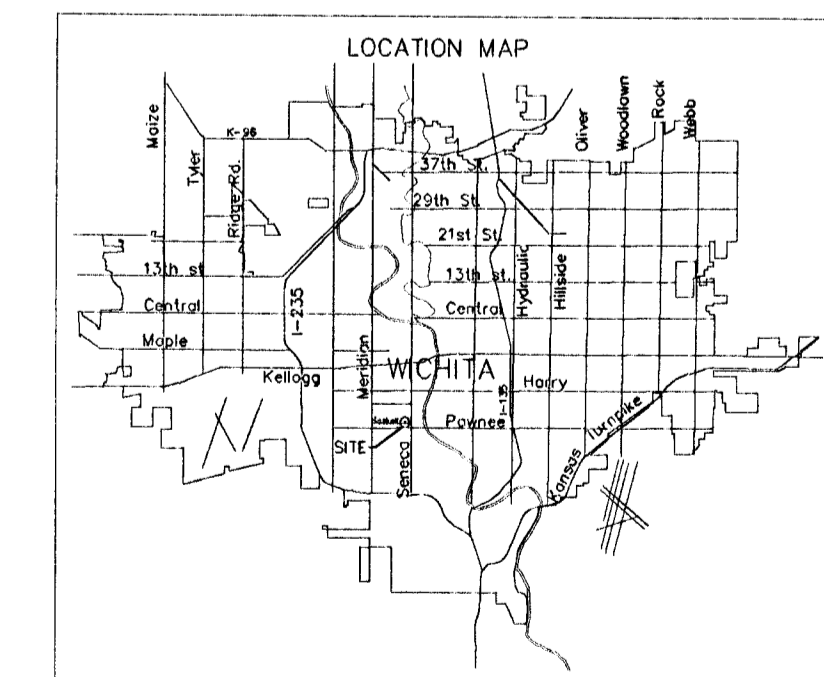 LOCATION MAP
Maize
Tyler
K-96
Ridge Rd.
Oliver
Woodlawn
Rock
Webb
37th St.
29th St.
21st St.
13th st
13th st.
Hydraulic
Hillside
Central
Central
I-235
Maple
Meridian
WICHITA
Kellogg
Harry
I-135
Pawnee
SITE
Seneca
Kansas Turnpike